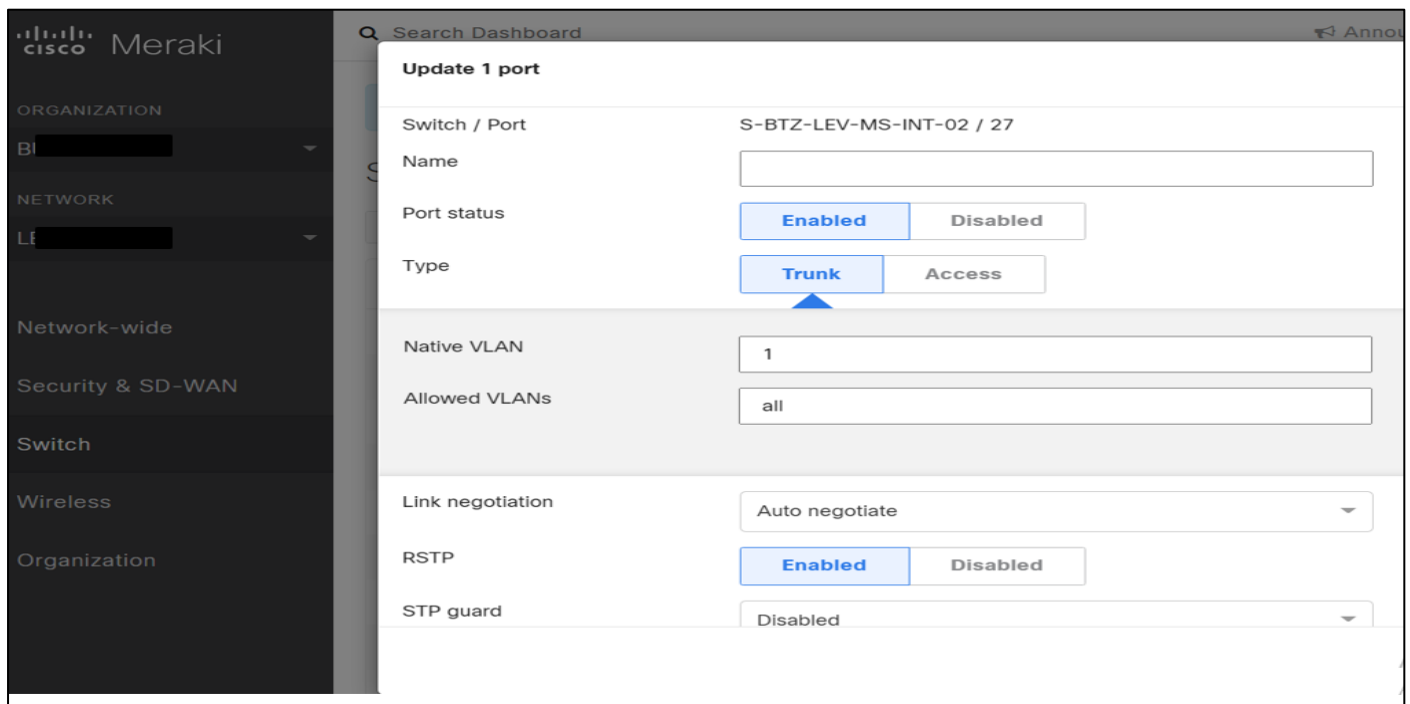 cisco Meraki
ORGANIZATION
NETWORK
Network-wide
Security & SD-WAN
Switch
Wireless
Organization
Search Dashboard
Update 1 port
Switch / Port S-BTZ-LEV-MS-INT-02 / 27
Name
Port status Enabled Disabled
Type Trunk Access
Native VLAN 1
Allowed VLANs all
Link negotiation Auto negotiate
RSTP Enabled Disabled
STP guard Disabled